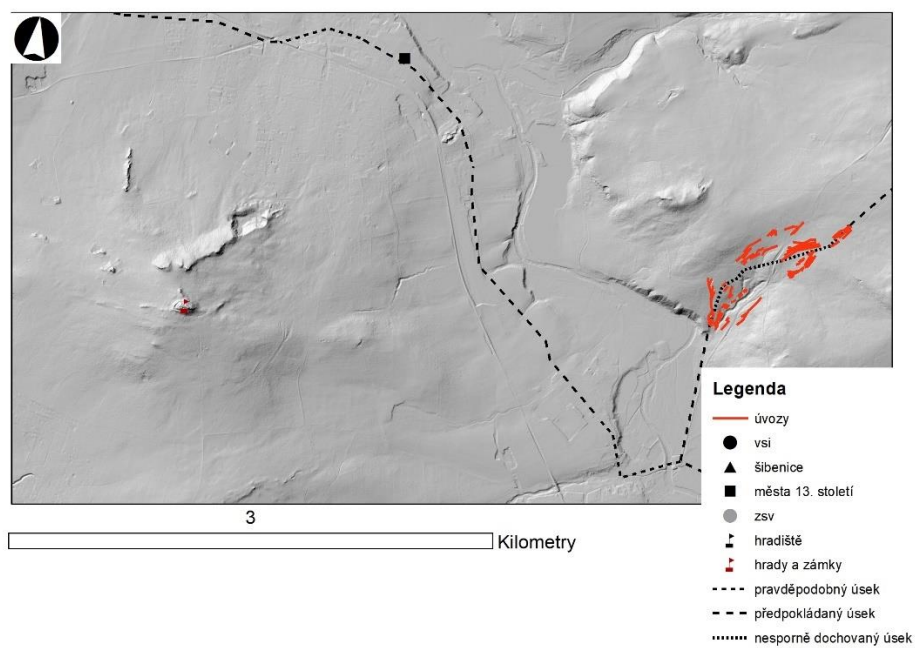 3
Kilometry
Legenda
úvozy
vsi
šibenice
města 13. století
zsv
hradiště
hrady a zámky
pravděpodobný úsek
předpokládaný úsek
nesporně dochovaný úsek